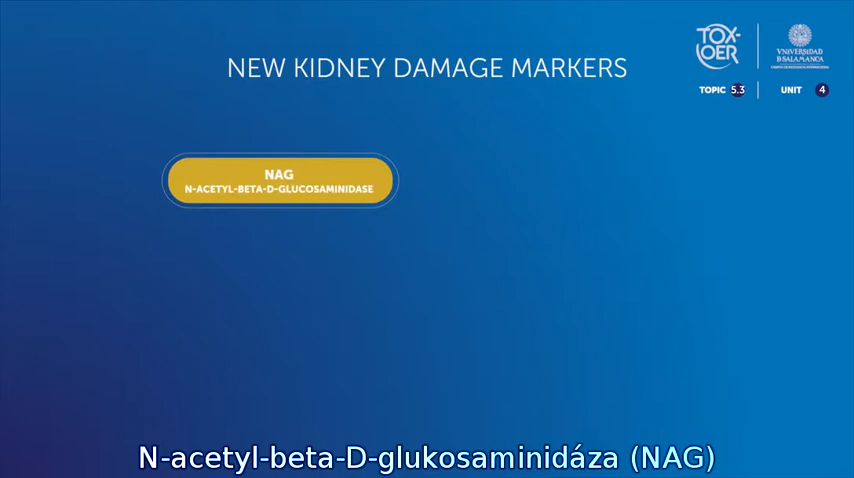 TOX-
OER
VNIVERSIDAD
D SALAMANCA
TOPIC 5.3 UNIT 4
NEW KIDNEY DAMAGE MARKERS
NAG
N-ACETYL-BETA-D-GLUCOSAMINIDASE
N-acetyl-beta-D-glukosaminidáza (NAG)